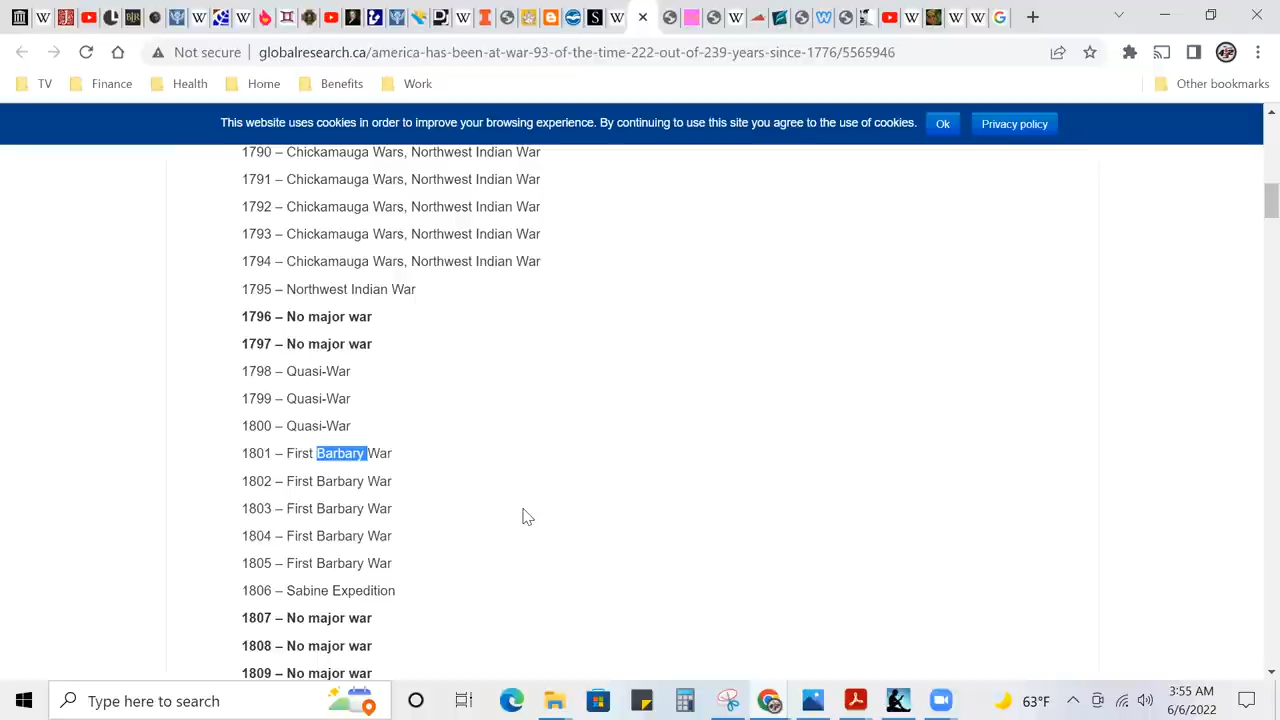 Not secure
globalresearch.ca/america-has-been-at-war-93-of-the-time-222-out-of-239-years-since-1776/5565946
TV
Finance
Health
Home
Benefits
Work
Other bookmarks
This website uses cookies in order to improve your browsing experience. By continuing to use this site you agree to the use of cookies.
Ok
Privacy policy
1790 – Chickamauga Wars, Northwest Indian War
1791 – Chickamauga Wars, Northwest Indian War
1792 – Chickamauga Wars, Northwest Indian War
1793 – Chickamauga Wars, Northwest Indian War
1794 – Chickamauga Wars, Northwest Indian War
1795 – Northwest Indian War
1796 – No major war
1797 – No major war
1798 – Quasi-War
1799 – Quasi-War
1800 – Quasi-War
1801 – First Barbary War
1802 – First Barbary War
1803 – First Barbary War
1804 – First Barbary War
1805 – First Barbary War
1806 – Sabine Expedition
1807 – No major war
1808 – No major war
1809 – No major war
Type here to search
63°F
3:55 AM
6/6/2022